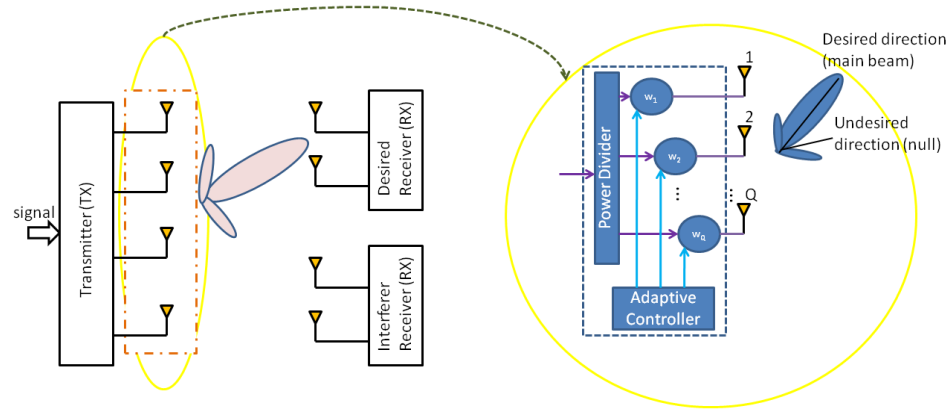 signal
Transmitter (TX)
Desired
Receiver (RX)
Interferer
Receiver (RX)
Power Divider
w1
w2
...
wQ
Adaptive
Controller
1
2
...
Q
Desired direction
(main beam)
Undesired
direction (null)